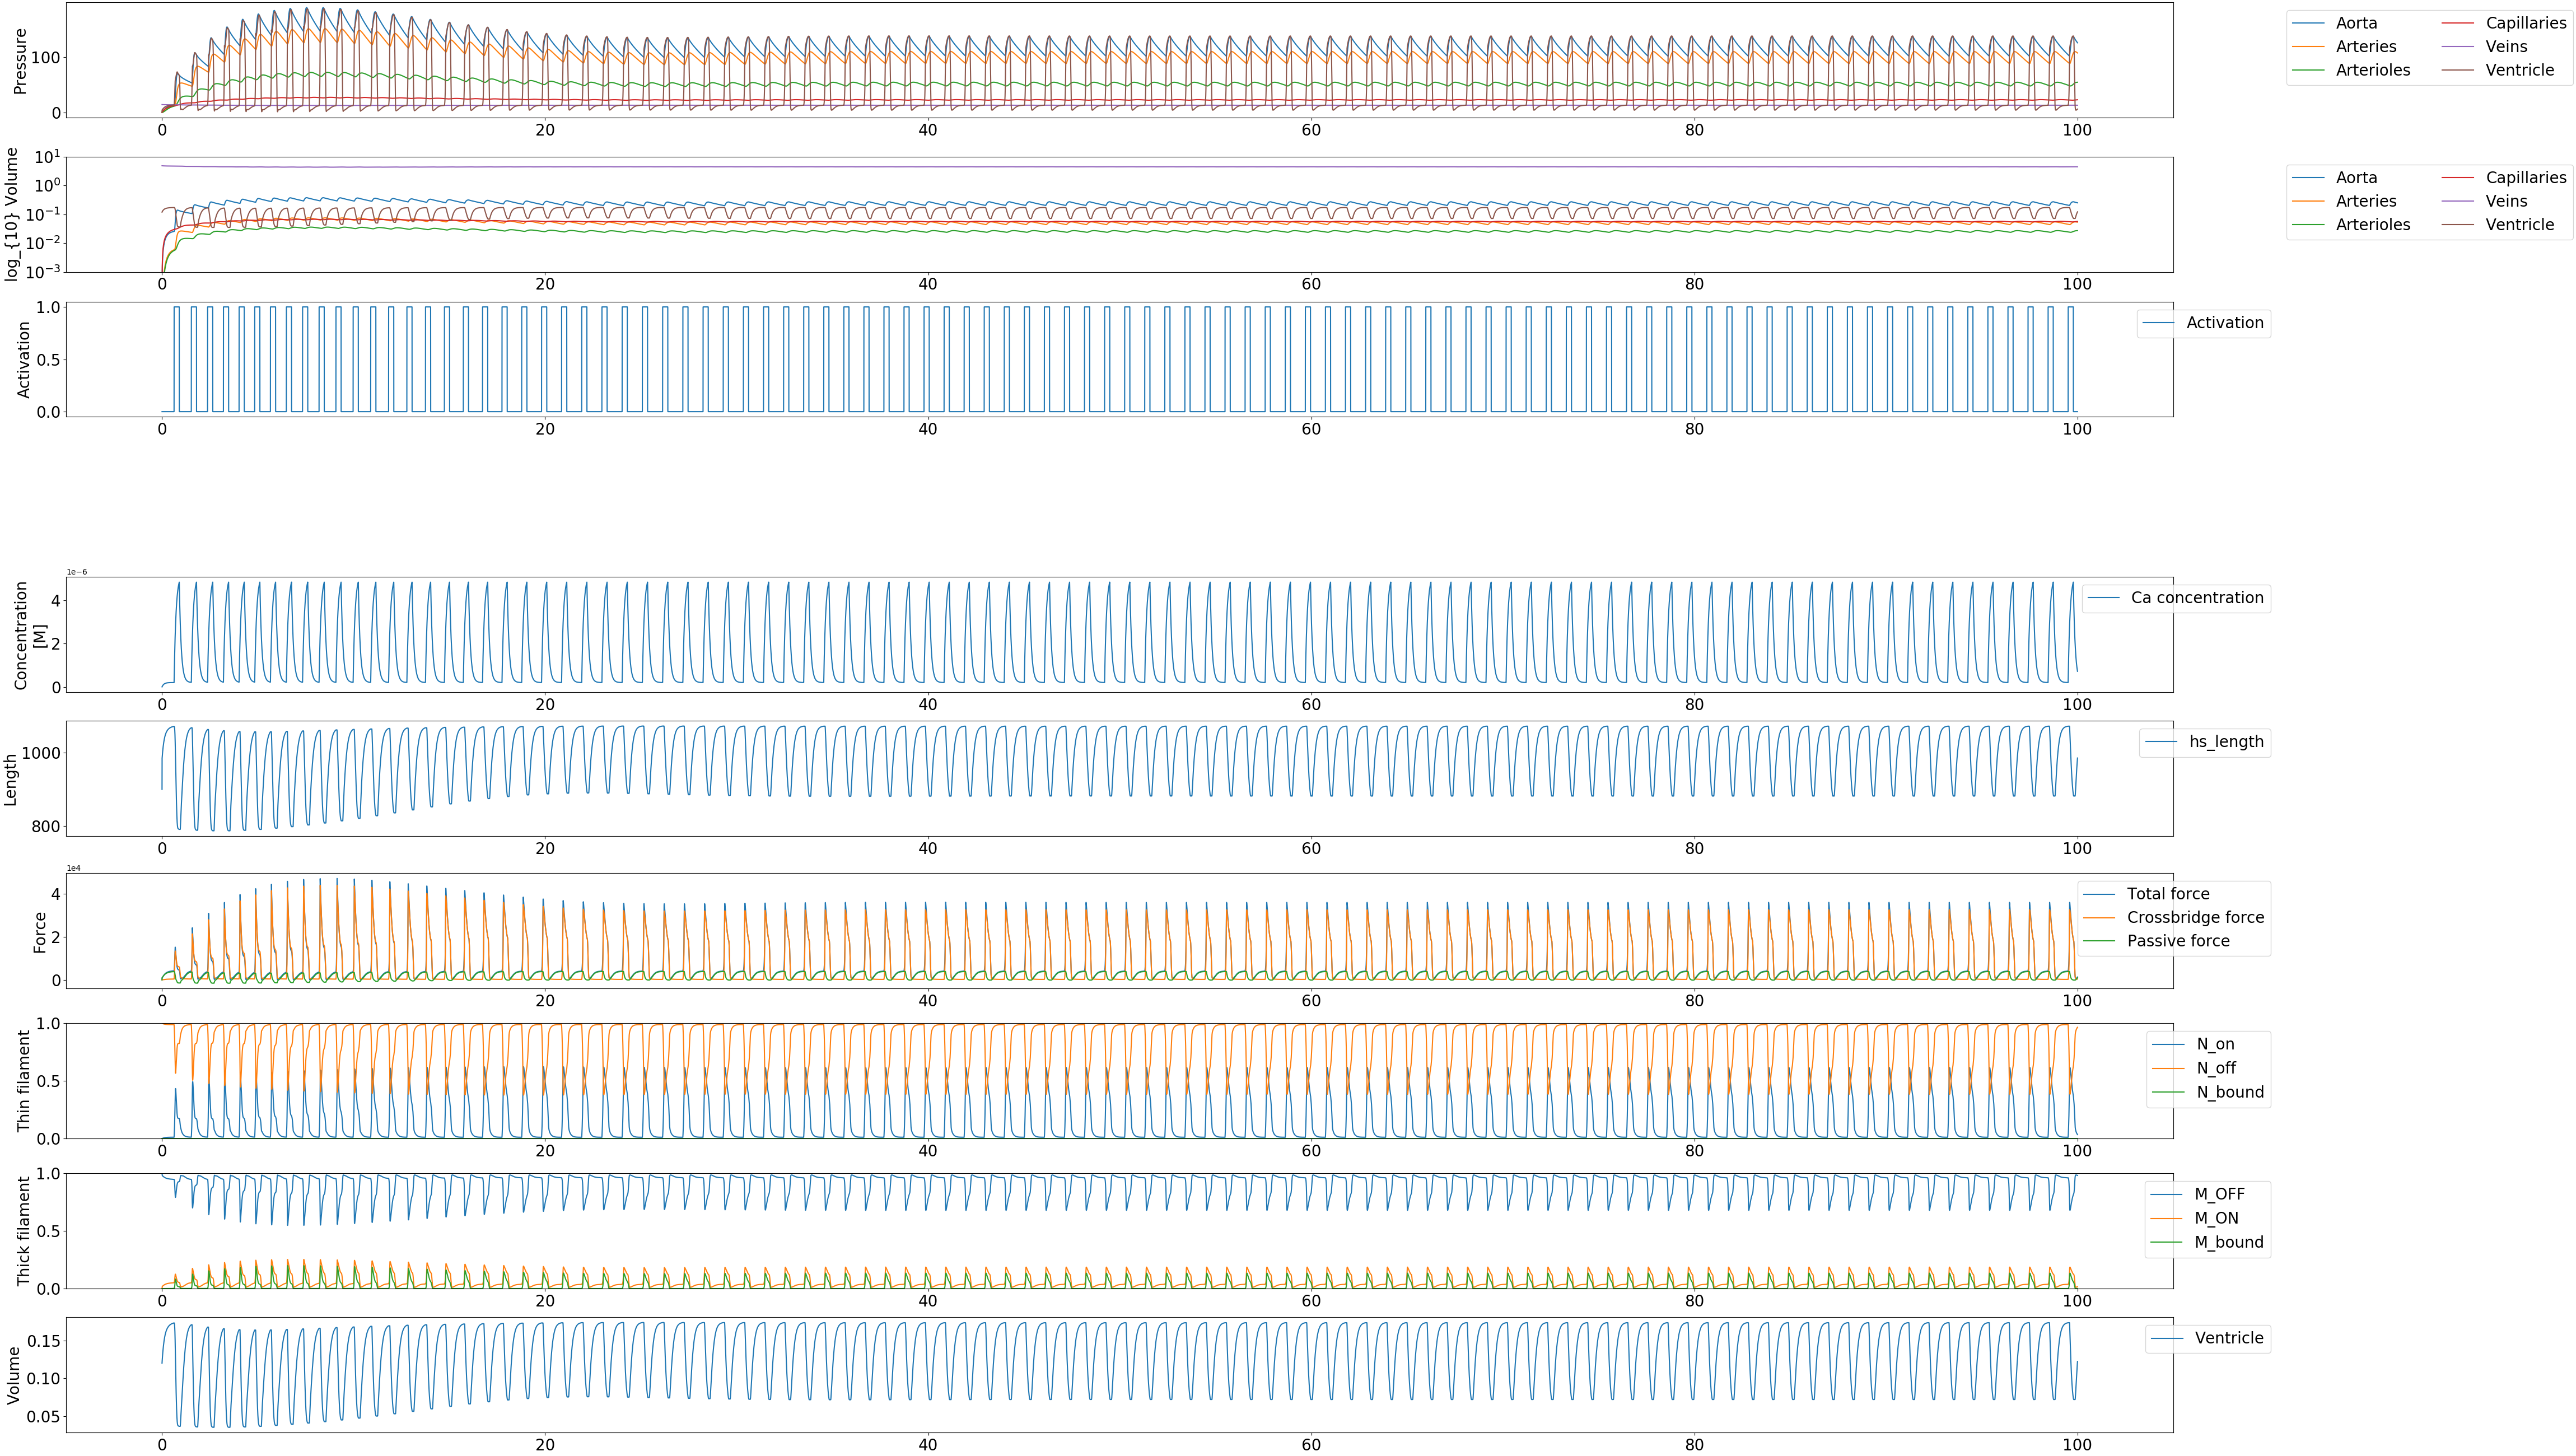 Pressure
100
0
0 20 40 60 80 100
Aorta Capillaries
Arteries Veins
Arterioles Ventricle
log_{10} Volume
10^1
10^0
10^-1
10^-2
10^-3
0 20 40 60 80 100
Aorta Capillaries
Arteries Veins
Arterioles Ventricle
Activation
1.0
0.5
0.0
0 20 40 60 80 100
Activation
Concentration
[M]
1e−6
4
2
0
0 20 40 60 80 100
Ca concentration
Length
1000
800
0 20 40 60 80 100
hs_length
Force
1e4
4
2
0
0 20 40 60 80 100
Total force
Crossbridge force
Passive force
Thin filament
1.0
0.5
0.0
0 20 40 60 80 100
N_on
N_off
N_bound
Thick filament
1.0
0.5
0.0
0 20 40 60 80 100
M_OFF
M_ON
M_bound
Volume
0.15
0.10
0.05
0 20 40 60 80 100
Ventricle